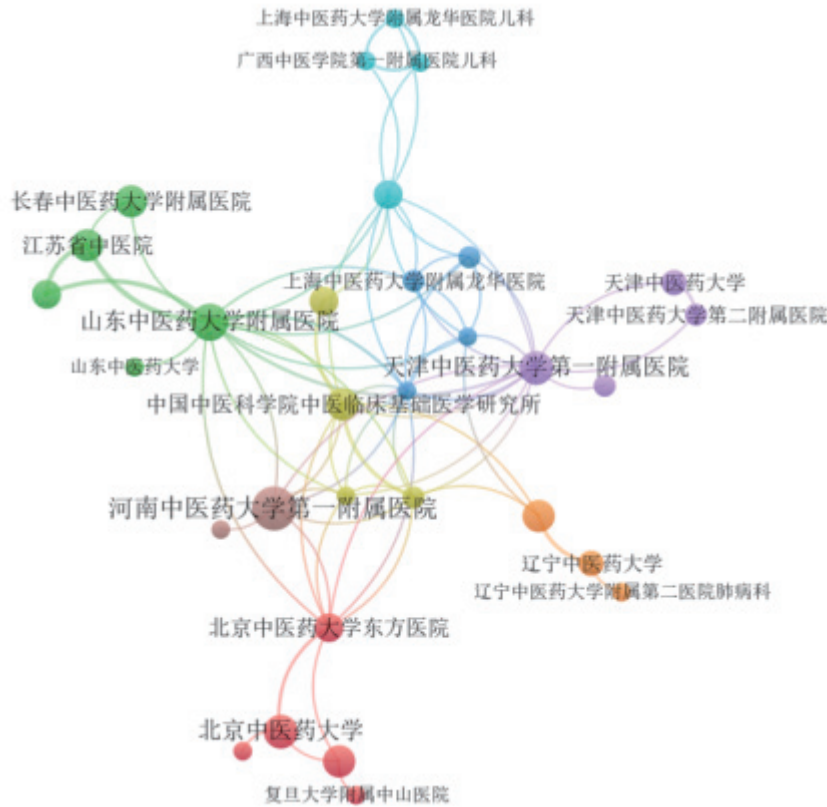 上海中医药大学附属龙华医院儿科
广西中医学院第一附属医院儿科
长春中医药大学附属医院
江苏省中医院
上海中医药大学附属龙华医院
天津中医药大学
天津中医药大学第二附属医院
山东中医药大学附属医院
山东中医药大学
天津中医药大学第一附属医院
中国中医科学院中医临床基础医学研究所
河南中医药大学第一附属医院
辽宁中医药大学
辽宁中医药大学附属第二医院肺病科
北京中医药大学东方医院
北京中医药大学
复旦大学附属中山医院